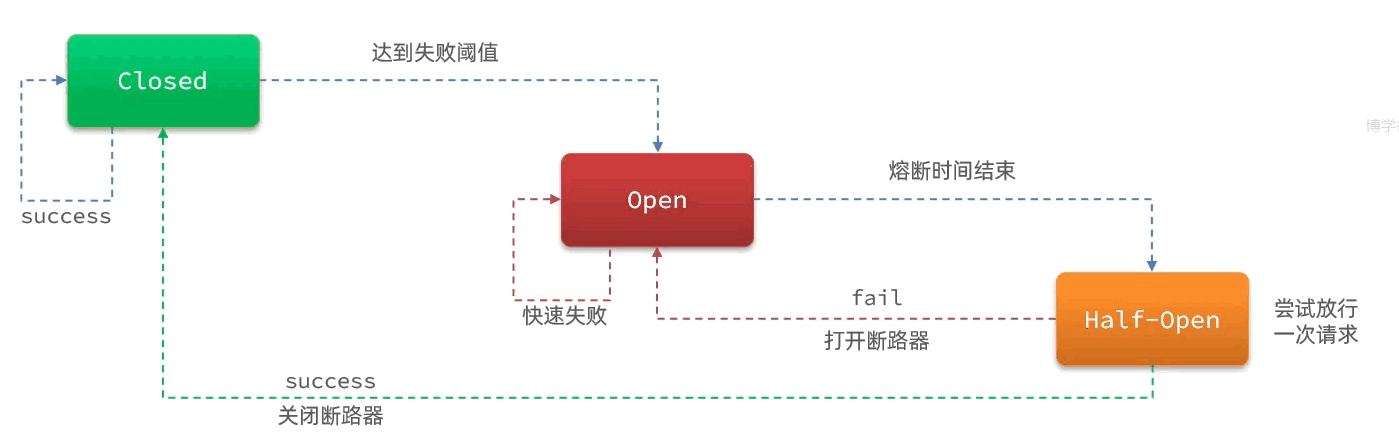 达到失败阈值
Closed
success
熔断时间结束
Open
快速失败
fail
打开断路器
Half-Open
尝试放行
一次请求
success
关闭断路器
博学